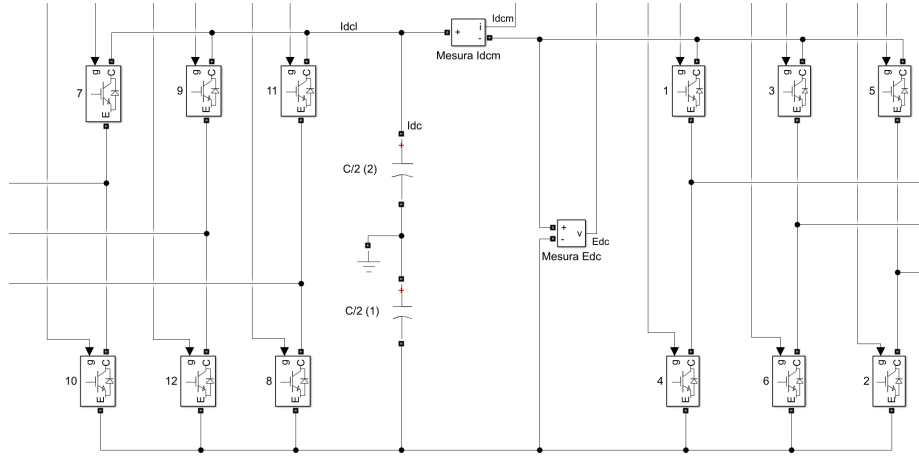 Idcm
Idcl
+
i
-
Mesura Idcm
g
C
7
E
g
C
9
E
g
C
11
E
g
C
1
E
g
C
3
E
g
C
5
E
Idc
+
C/2 (2)
+
-
v
Edc
Mesura Edc
+
C/2 (1)
g
C
10
E
g
C
12
E
g
C
8
E
g
C
4
E
g
C
6
E
g
C
2
E